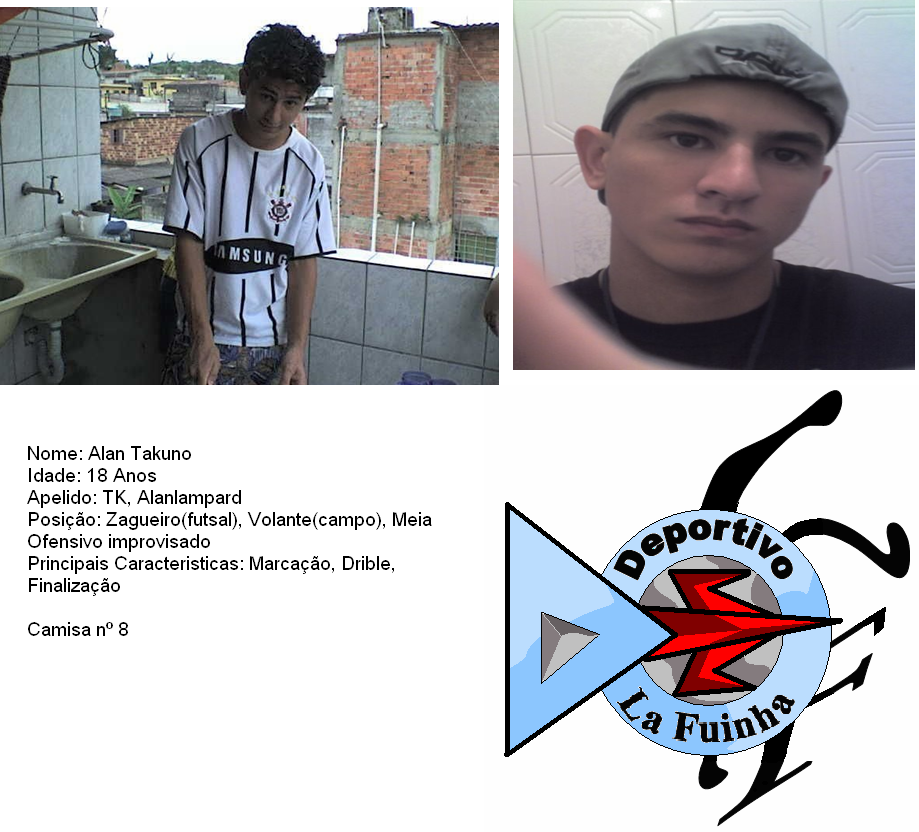 AMSUNG
Nome: Alan Takuno
Idade: 18 Anos
Apelido: TK, Alanlampard
Posição: Zagueiro(futsal), Volante(campo), Meia
Ofensivo improvisado
Principais Caracteristicas: Marcação, Drible,
Finalização
Camisa nº 8
Deportivo
La Fuinha